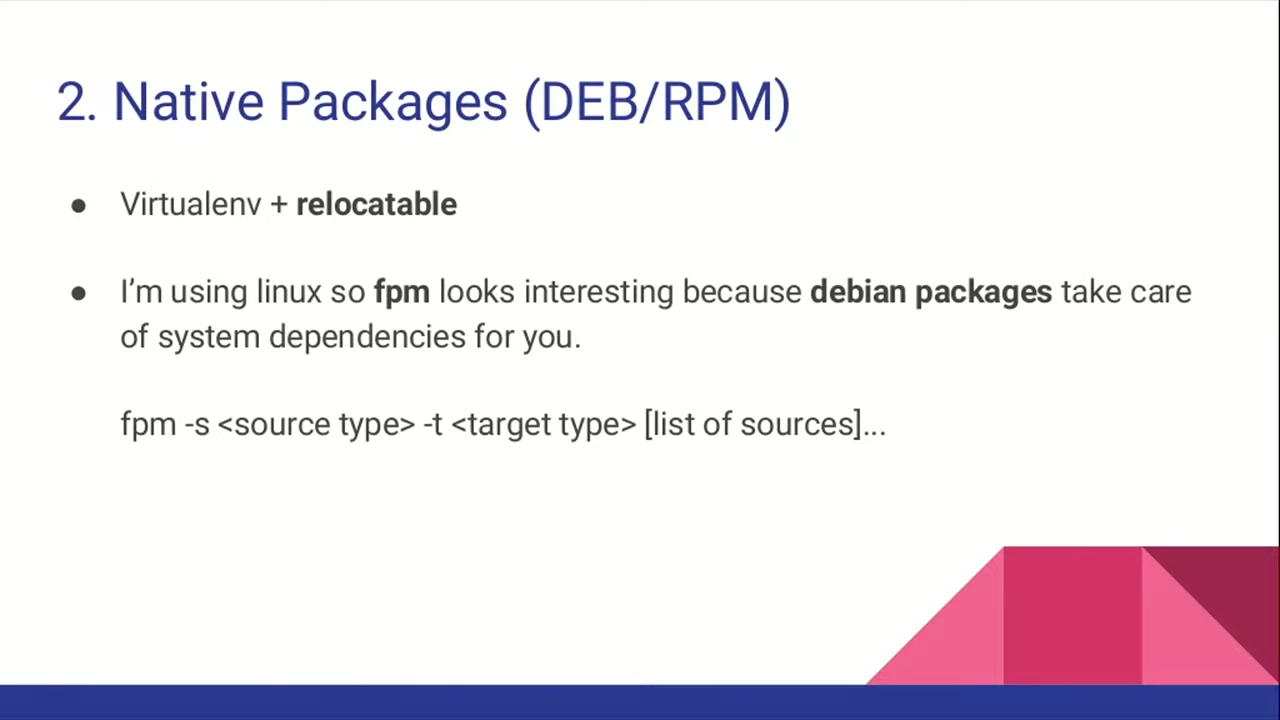 2. Native Packages (DEB/RPM)
● Virtualenv + relocatable
● I’m using linux so fpm looks interesting because debian packages take care
of system dependencies for you.
fpm -s <source type> -t <target type> [list of sources]...